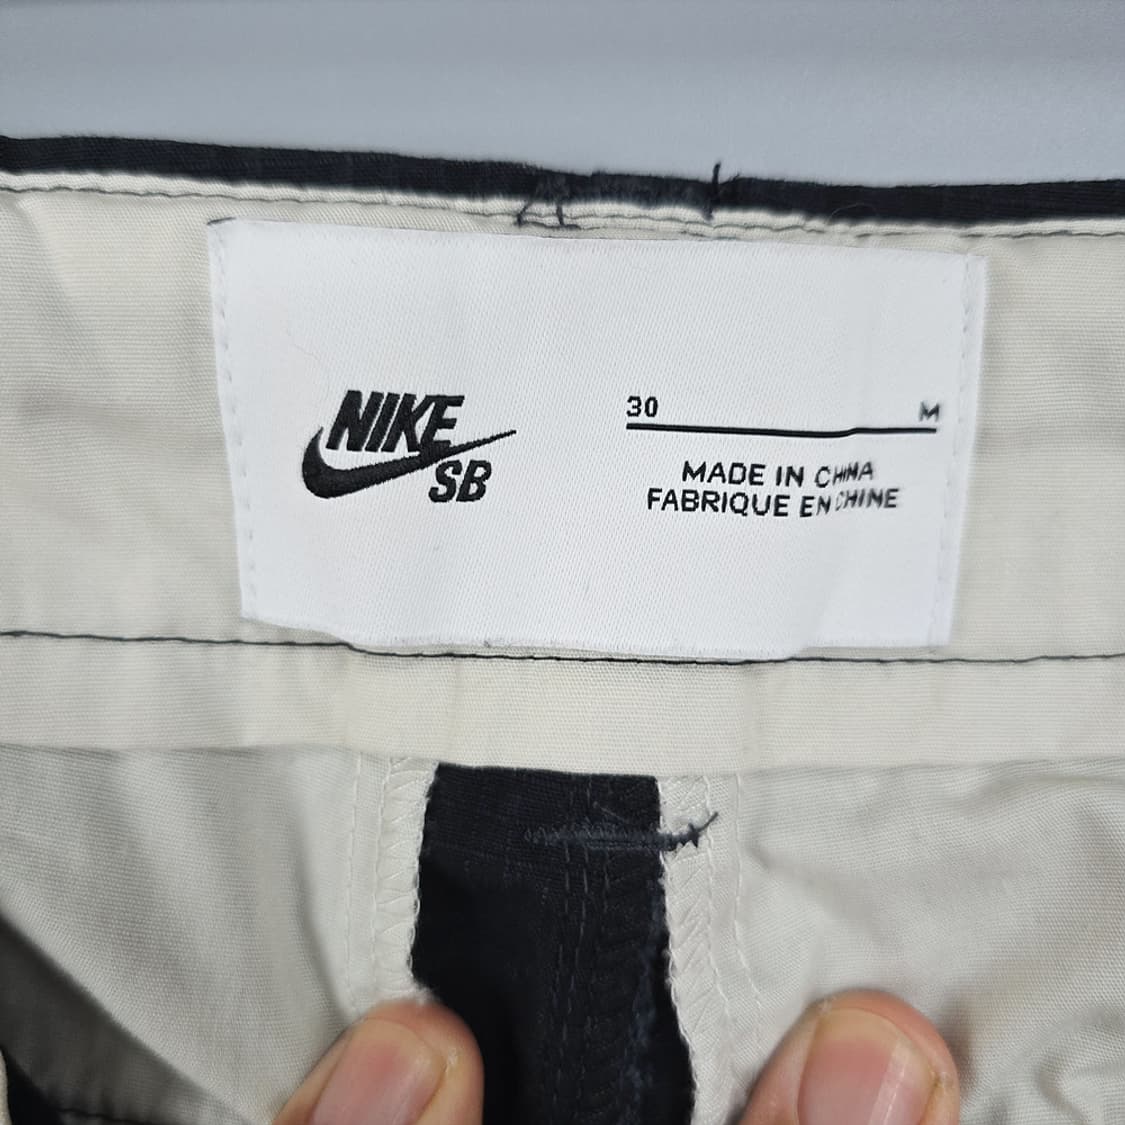 NIKE
SB
30 M
MADE IN CHINA
FABRIQUE EN CHINE